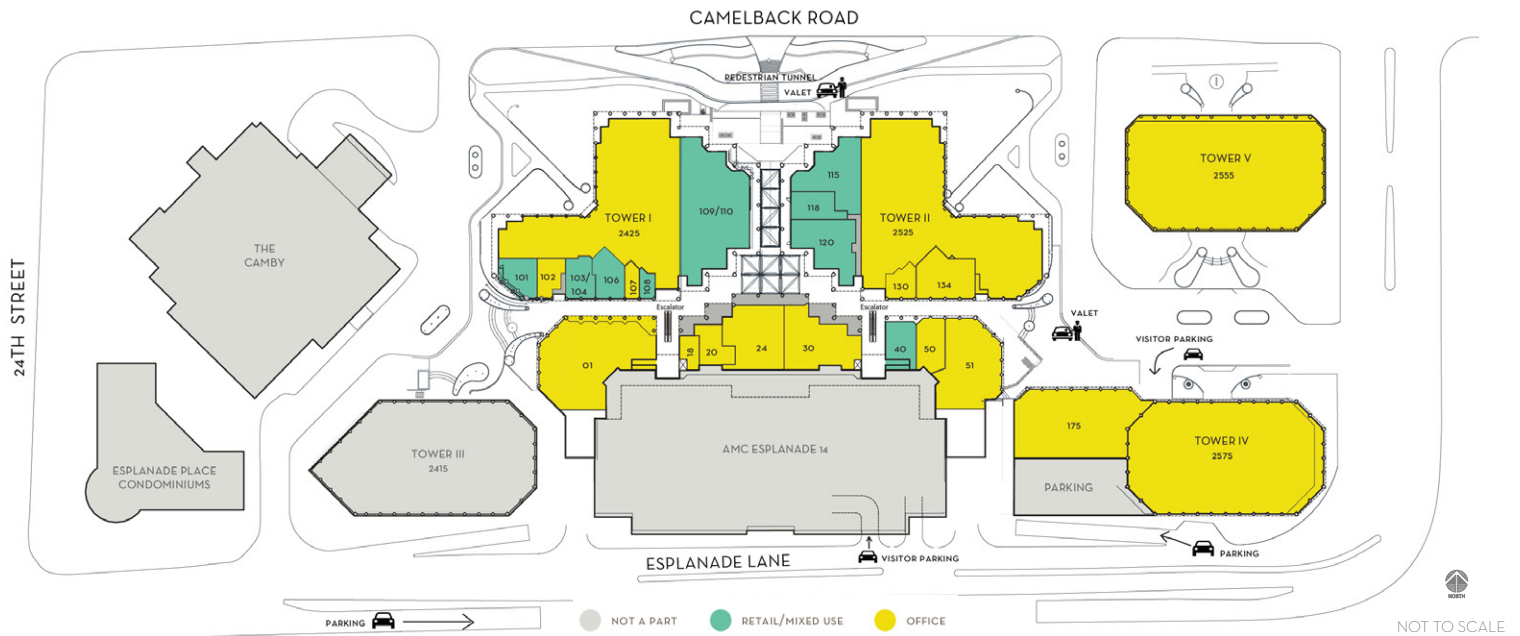 CAMELBACK ROAD
PEDESTRIAN TUNNEL
VALET
24TH STREET
THE
CAMBY
ESPLANADE PLACE
CONDOMINIUMS
TOWER I
2425
109/110
101
102
103/
104
106
107
108
115
118
120
TOWER II
2525
130
134
TOWER V
2555
Escalator
Escalator
01
18
20
24
30
40
50
51
VALET
VISITOR PARKING
TOWER III
2415
AMC ESPLANADE 14
175
PARKING
TOWER IV
2575
VISITOR PARKING
PARKING
ESPLANADE LANE
PARKING
NOT A PART
RETAIL/MIXED USE
OFFICE
NORTH
NOT TO SCALE